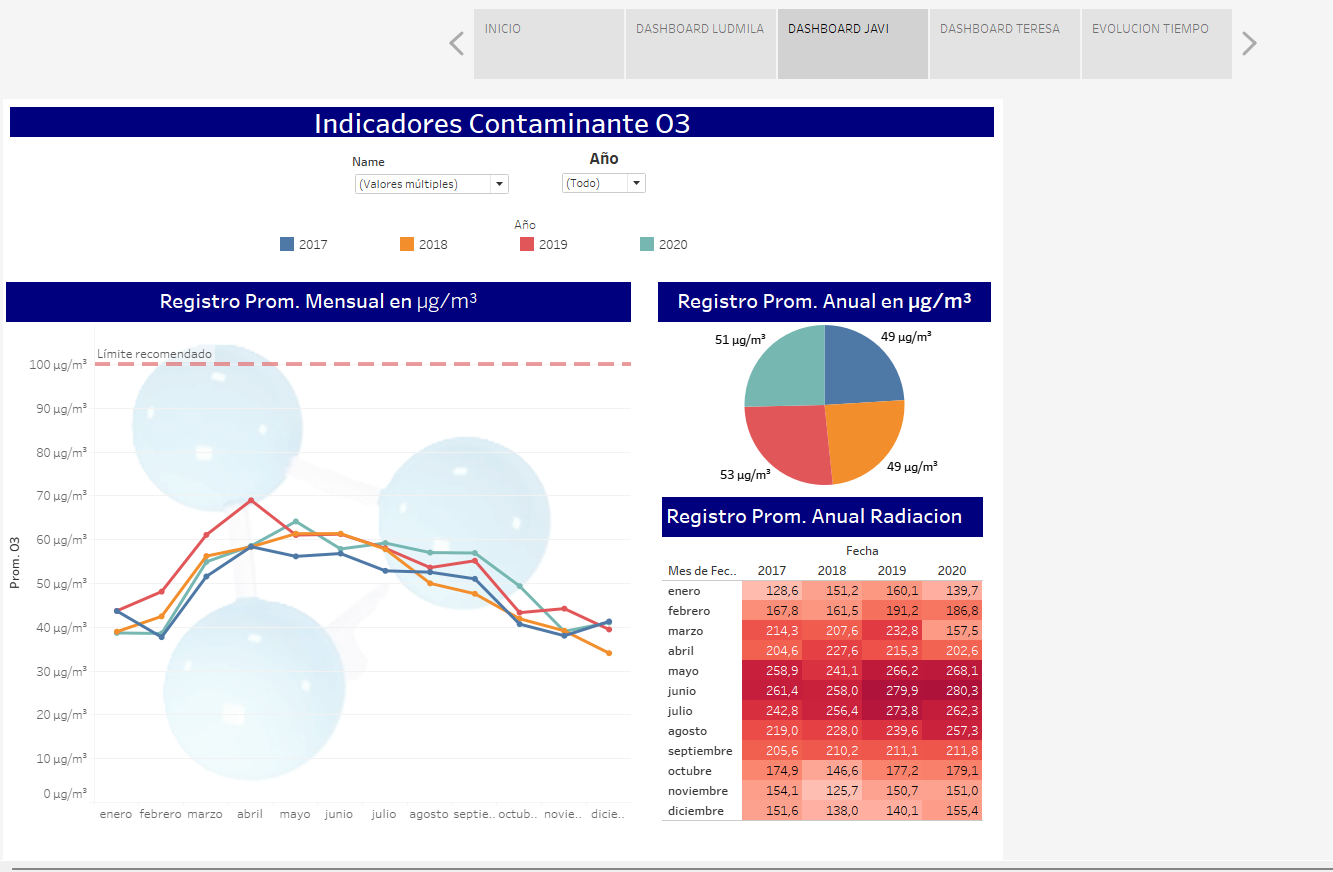 INICIO
DASHBOARD LUDMILA
DASHBOARD JAVI
DASHBOARD TERESA
EVOLUCION TIEMPO
Indicadores Contaminante O3
Name
(Valores múltiples)
Año
(Todo)
Año
2017
2018
2019
2020
Registro Prom. Mensual en µg/m³
Límite recomendado
100 µg/m³
90 µg/m³
80 µg/m³
70 µg/m³
60 µg/m³
50 µg/m³
40 µg/m³
30 µg/m³
20 µg/m³
10 µg/m³
0 µg/m³
Prom. O3
enero febrero marzo abril mayo junio julio agosto septie.. octub.. novie.. dicie..
Registro Prom. Anual en µg/m³
51 µg/m³
49 µg/m³
53 µg/m³
49 µg/m³
Registro Prom. Anual Radiacion
Fecha
Mes de Fec.. 2017 2018 2019 2020
enero 128,6 151,2 160,1 139,7
febrero 167,8 161,5 191,2 186,8
marzo 214,3 207,6 232,8 157,5
abril 204,6 227,6 215,3 202,6
mayo 258,9 241,1 266,2 268,1
junio 261,4 258,0 279,9 280,3
julio 242,8 256,4 273,8 262,3
agosto 219,0 228,0 239,6 257,3
septiembre 205,6 210,2 211,1 211,8
octubre 174,9 146,6 177,2 179,1
noviembre 154,1 125,7 150,7 151,0
diciembre 151,6 138,0 140,1 155,4